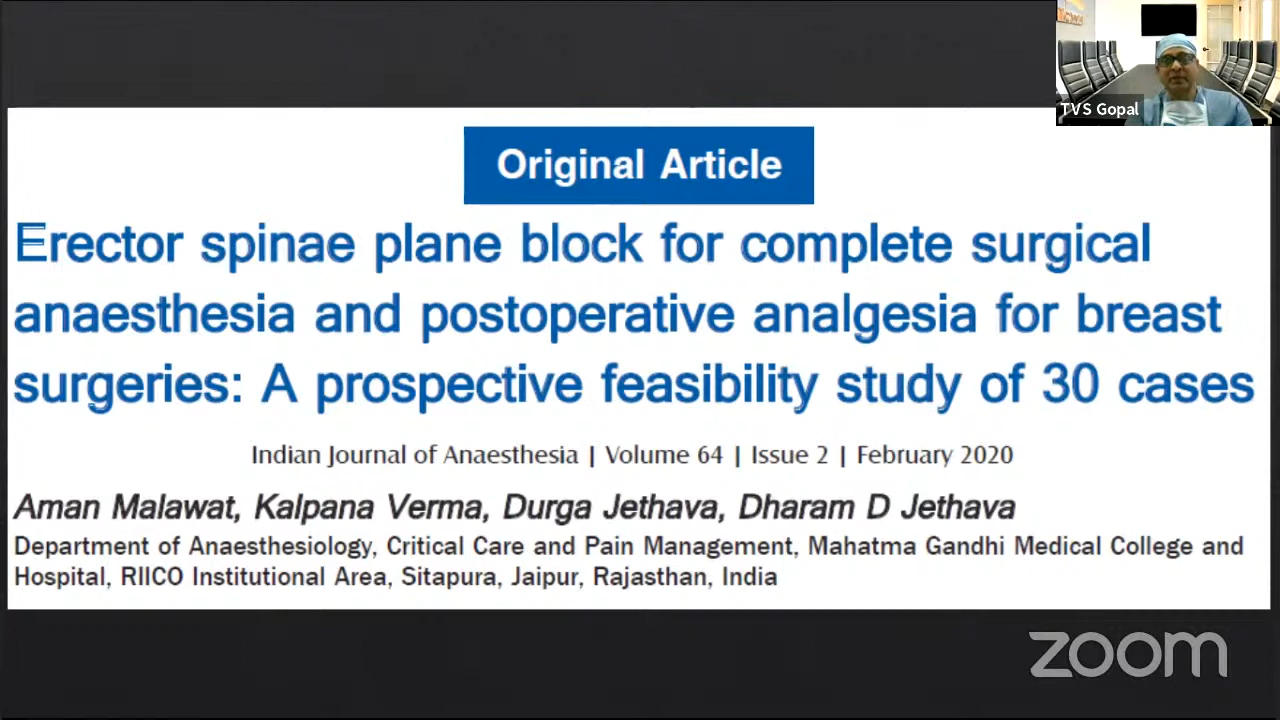 TVS Gopal
Original Article
Erector spinae plane block for complete surgical
anaesthesia and postoperative analgesia for breast
surgeries: A prospective feasibility study of 30 cases
Indian Journal of Anaesthesia | Volume 64 | Issue 2 | February 2020
Aman Malawat, Kalpana Verma, Durga Jethava, Dharam D Jethava
Department of Anaesthesiology, Critical Care and Pain Management, Mahatma Gandhi Medical College and
Hospital, RIICO Institutional Area, Sitapura, Jaipur, Rajasthan, India
zoom